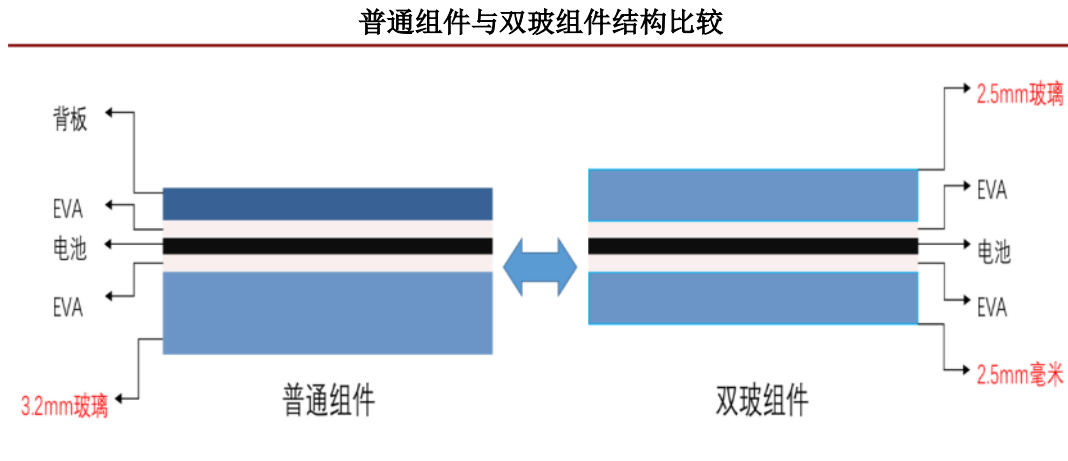 普通组件与双玻组件结构比较
背板
EVA
电池
EVA
3.2mm玻璃
普通组件
2.5mm玻璃
EVA
电池
EVA
2.5mm毫米
双玻组件